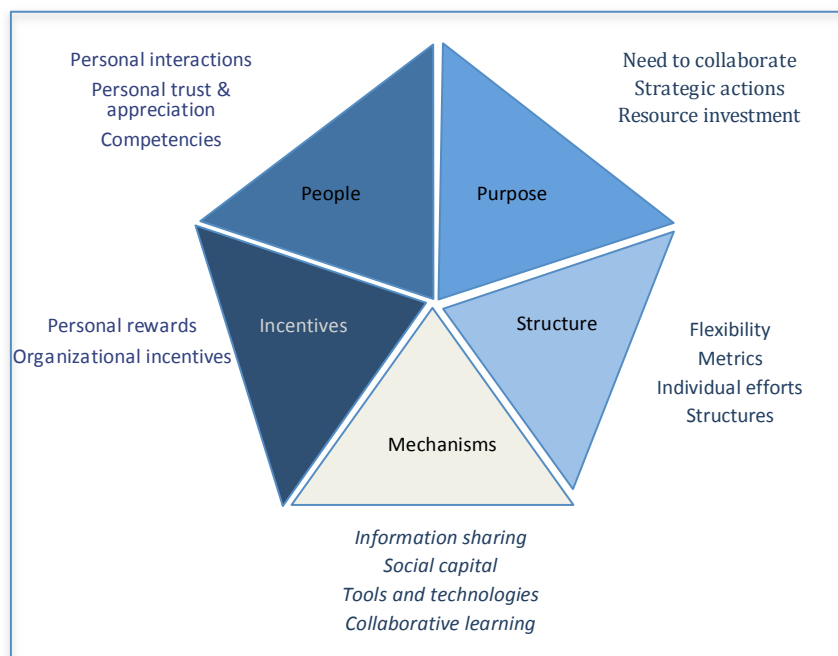 Personal interactions
Personal trust &
appreciation
Competencies
Need to collaborate
Strategic actions
Resource investment
People
Purpose
Personal rewards
Organizational incentives
Incentives
Structure
Flexibility
Metrics
Individual efforts
Structures
Mechanisms
Information sharing
Social capital
Tools and technologies
Collaborative learning